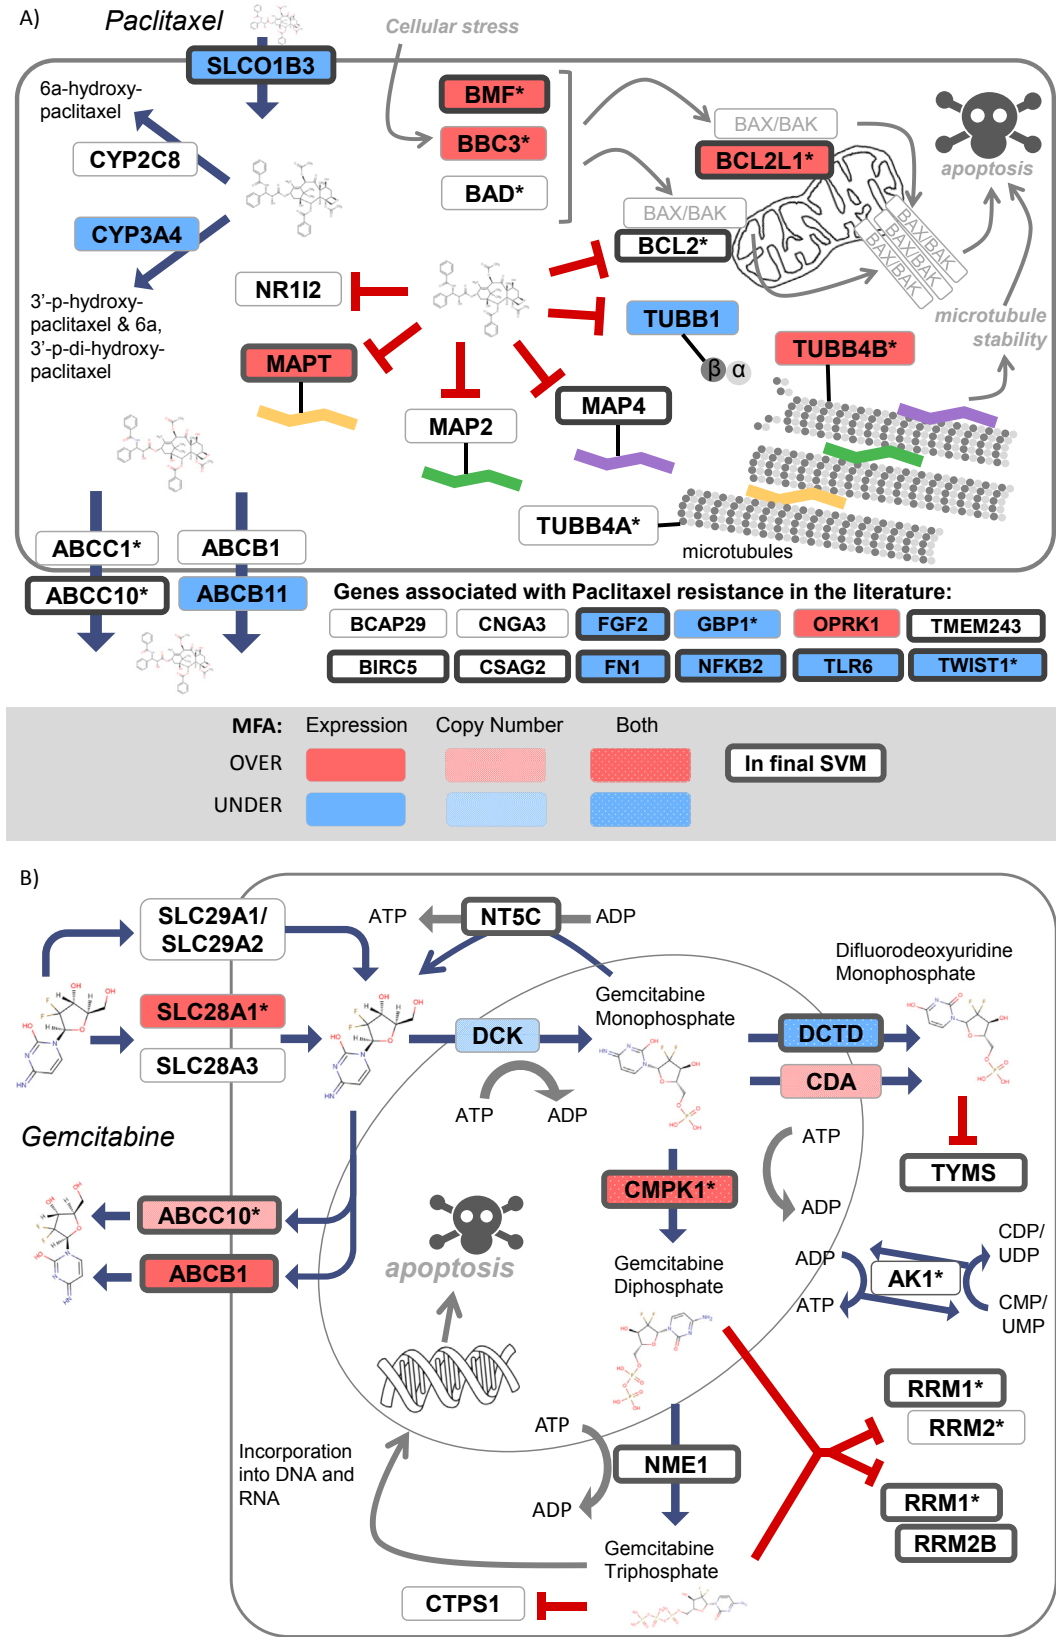 A)
Paclitaxel
Cellular stress
SLCO1B3
6a-hydroxy-
paclitaxel
BMF*
BBC3*
BAD*
BAX/BAK
BCL2L1*
apoptosis
CYP2C8
CYP3A4
BAX/BAK
BCL2*
BAX/BAK
BAX/BAK
BAX/BAK
BAX/BAK
NR1I2
3'-p-hydroxy-
paclitaxel & 6a,
3'-p-di-hydroxy-
paclitaxel
TUBB1
microtubule
stability
MAPT
TUBB4B*
β α
MAP2
MAP4
TUBB4A*
microtubules
ABCC1*
ABCB1
ABCC10*
ABCB11
Genes associated with Paclitaxel resistance in the literature:
BCAP29 CNGA3 FGF2 GBP1* OPRK1 TMEM243
BIRC5 CSAG2 FN1 NFKB2 TLR6 TWIST1*
MFA: Expression Copy Number Both
OVER
In final SVM
UNDER
B)
SLC29A1/
SLC29A2
ATP
NT5C
ADP
Difluorodeoxyuridine
Monophosphate
SLC28A1*
SLC28A3
Gemcitabine
Monophosphate
DCK
DCTD
CDA
ATP
ADP
Gemcitabine
ATP
ADP
TYMS
CMPK1*
ABCC10*
ABCB1
apoptosis
Gemcitabine
Diphosphate
ADP
ATP
AK1*
CDP/
UDP
CMP/
UMP
RRM1*
RRM2*
Incorporation
into DNA and
RNA
ATP
NME1
ADP
RRM1*
RRM2B
Gemcitabine
Triphosphate
CTPS1